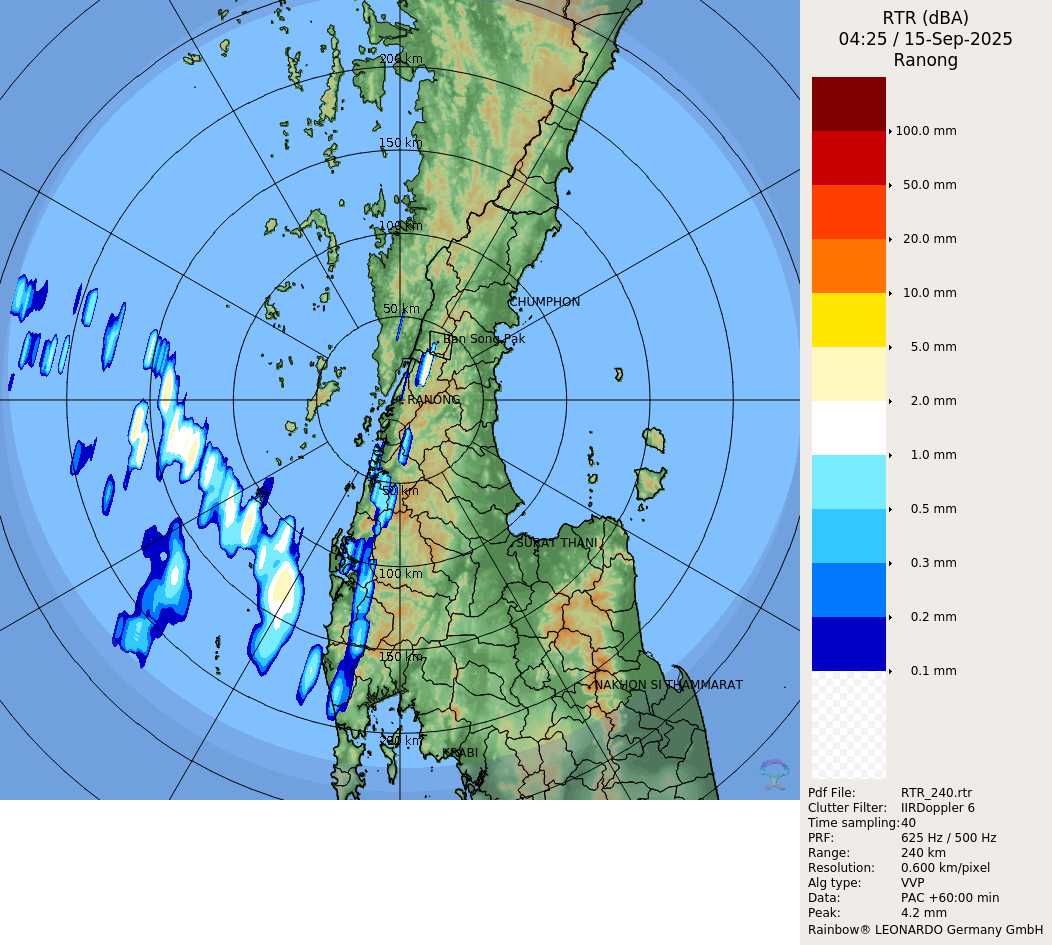 RTR (dBA)
04:25 / 15-Sep-2025
Ranong
200 km
150 km
100 km
50 km
CHUMPHON
Ban Song Pak
RANONG
50 km
SURAT THANI
100 km
150 km
NAKHON SI THAMMARAT
200 km
KRABI
100.0 mm
50.0 mm
20.0 mm
10.0 mm
5.0 mm
2.0 mm
1.0 mm
0.5 mm
0.3 mm
0.2 mm
0.1 mm
Pdf File: RTR_240.rtr
Clutter Filter: IIRDoppler 6
Time sampling:40
PRF: 625 Hz / 500 Hz
Range: 240 km
Resolution: 0.600 km/pixel
Alg type: VVP
Data: PAC +60:00 min
Peak: 4.2 mm
Rainbow® LEONARDO Germany GmbH